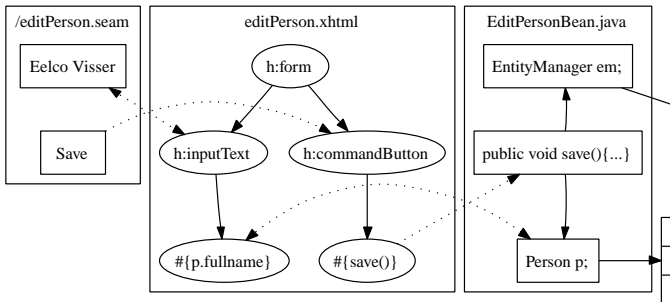 /editPerson.seam
Eelco Visser
Save
editPerson.xhtml
h:form
h:inputText
h:commandButton
#{p.fullname}
#{save()}
EditPersonBean.java
EntityManager em;
public void save(){...}
Person p;